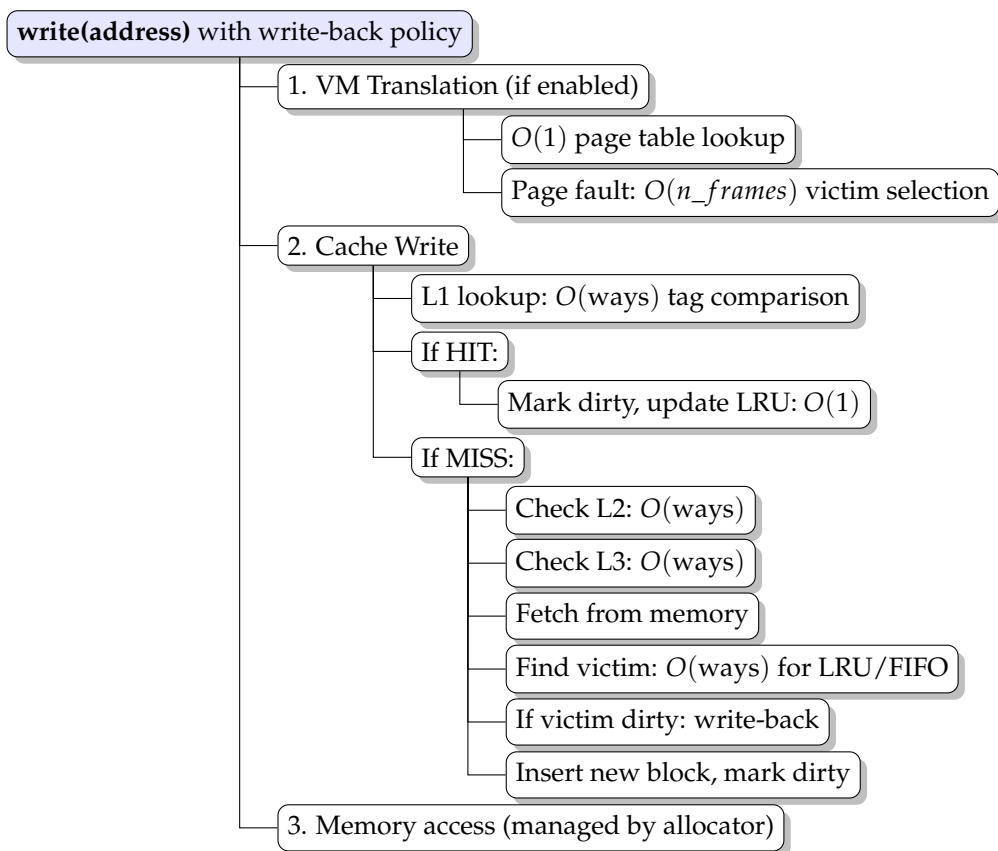 write(address) with write-back policy
1. VM Translation (if enabled)
O(1) page table lookup
Page fault: O(n_frames) victim selection
2. Cache Write
L1 lookup: O(ways) tag comparison
If HIT:
Mark dirty, update LRU: O(1)
If MISS:
Check L2: O(ways)
Check L3: O(ways)
Fetch from memory
Find victim: O(ways) for LRU/FIFO
If victim dirty: write-back
Insert new block, mark dirty
3. Memory access (managed by allocator)